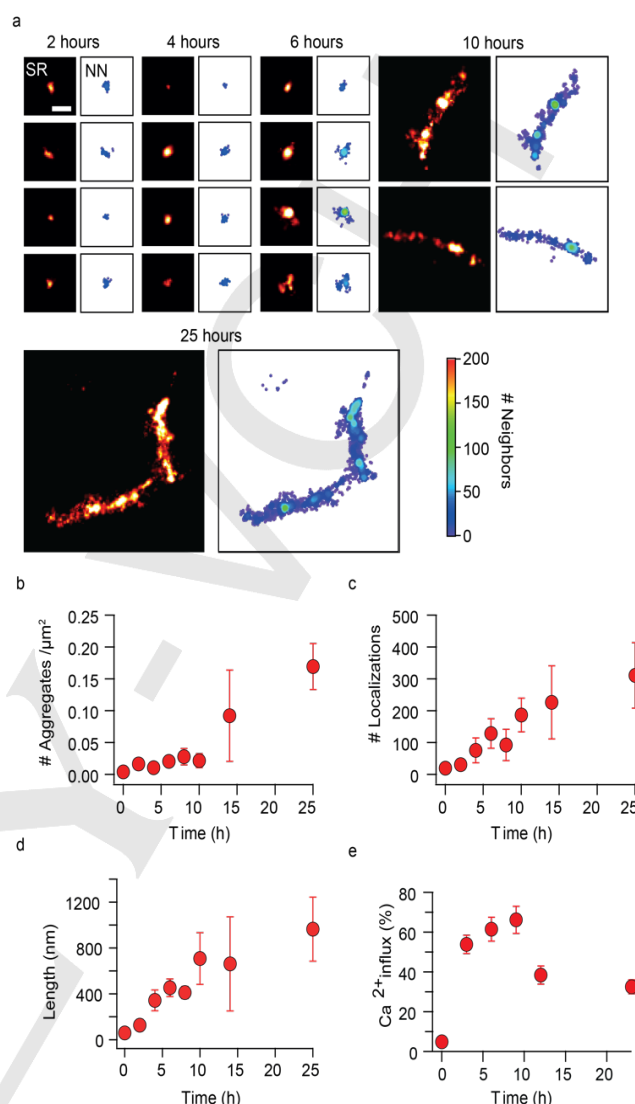 a
2 hours 4 hours 6 hours 10 hours
SR NN
25 hours
200
150
100
50
0
# Neighbors
b
# Aggregates /µm²
0.25
0.20
0.15
0.10
0.05
0.00
0 5 10 15 20 25
Time (h)
c
# Localizations
500
400
300
200
100
0
0 5 10 15 20 25
Time (h)
d
Length (nm)
1200
800
400
0
0 5 10 15 20 25
Time (h)
e
Ca²⁺influx (%)
80
60
40
20
0
0 5 10 15 20
Time (h)